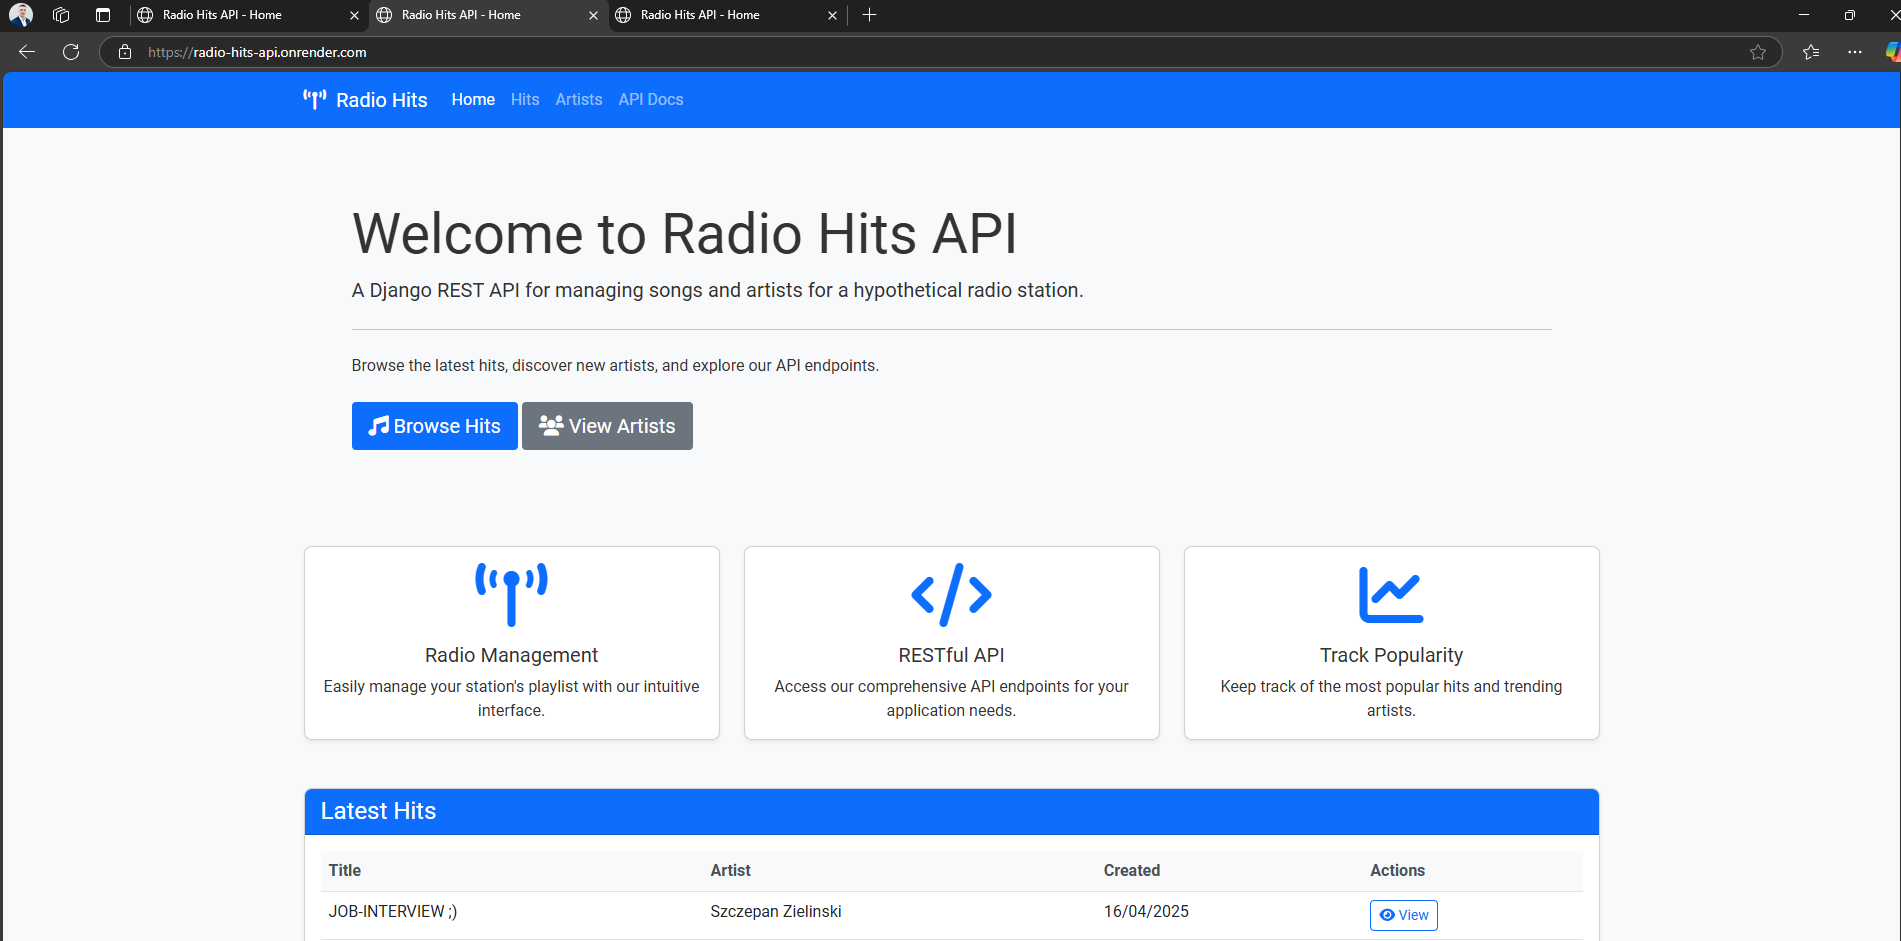 Radio Hits API - Home
Radio Hits API - Home
Radio Hits API - Home
https://radio-hits-api.onrender.com
Radio Hits Home Hits Artists API Docs
Welcome to Radio Hits API
A Django REST API for managing songs and artists for a hypothetical radio station.
Browse the latest hits, discover new artists, and explore our API endpoints.
Browse Hits View Artists
Radio Management
Easily manage your station's playlist with our intuitive
interface.
RESTful API
Access our comprehensive API endpoints for your
application needs.
Track Popularity
Keep track of the most popular hits and trending
artists.
Latest Hits
Title Artist Created Actions
JOB-INTERVIEW ;) Szczepan Zielinski 16/04/2025 View